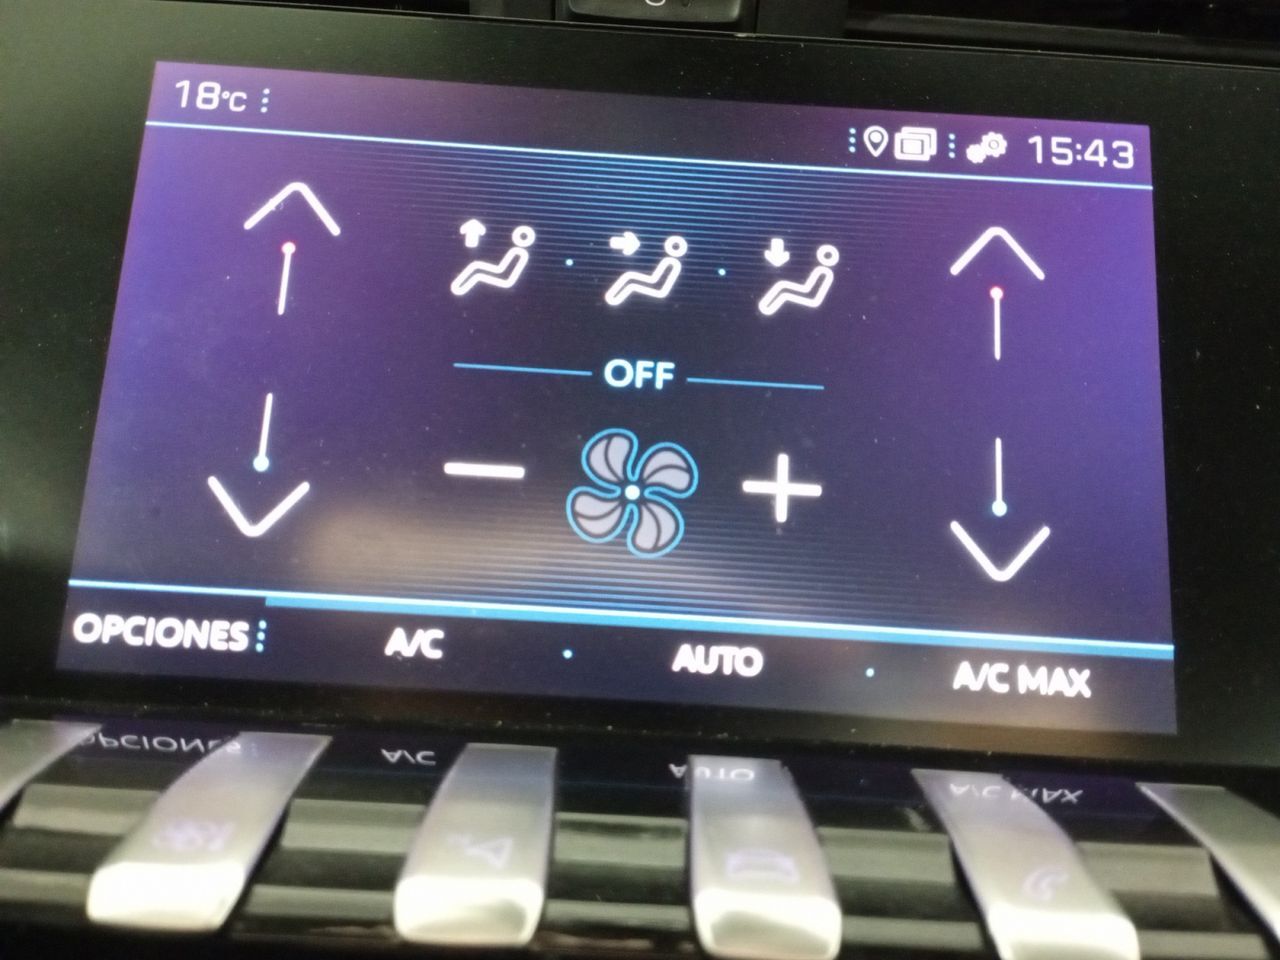 18°C
15:43
OFF
OPCIONES
A/C
AUTO
A/C MAX